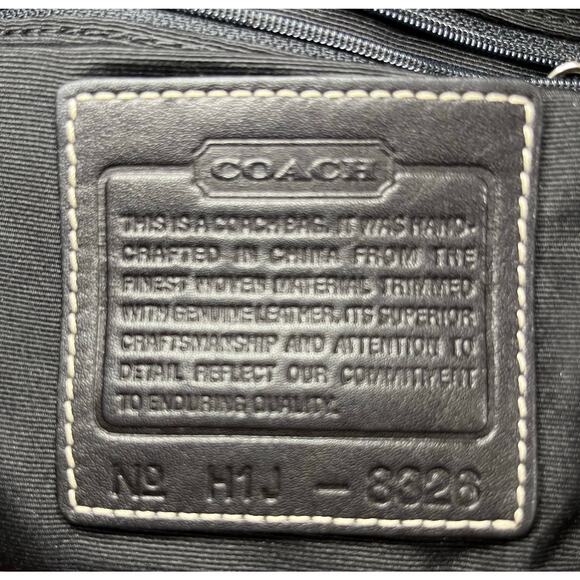 COACH
THIS IS A COACH BAG. IT WAS HAND-
CRAFTED IN CHINA FROM THE
FINEST WOVEN MATERIAL TRIMMED
WITH GENUINE LEATHER. ITS SUPERIOR
CRAFTSMANSHIP AND ATTENTION TO
DETAIL REFLECT OUR COMMITMENT
TO ENDURING QUALITY.
Nº H1J - 8326